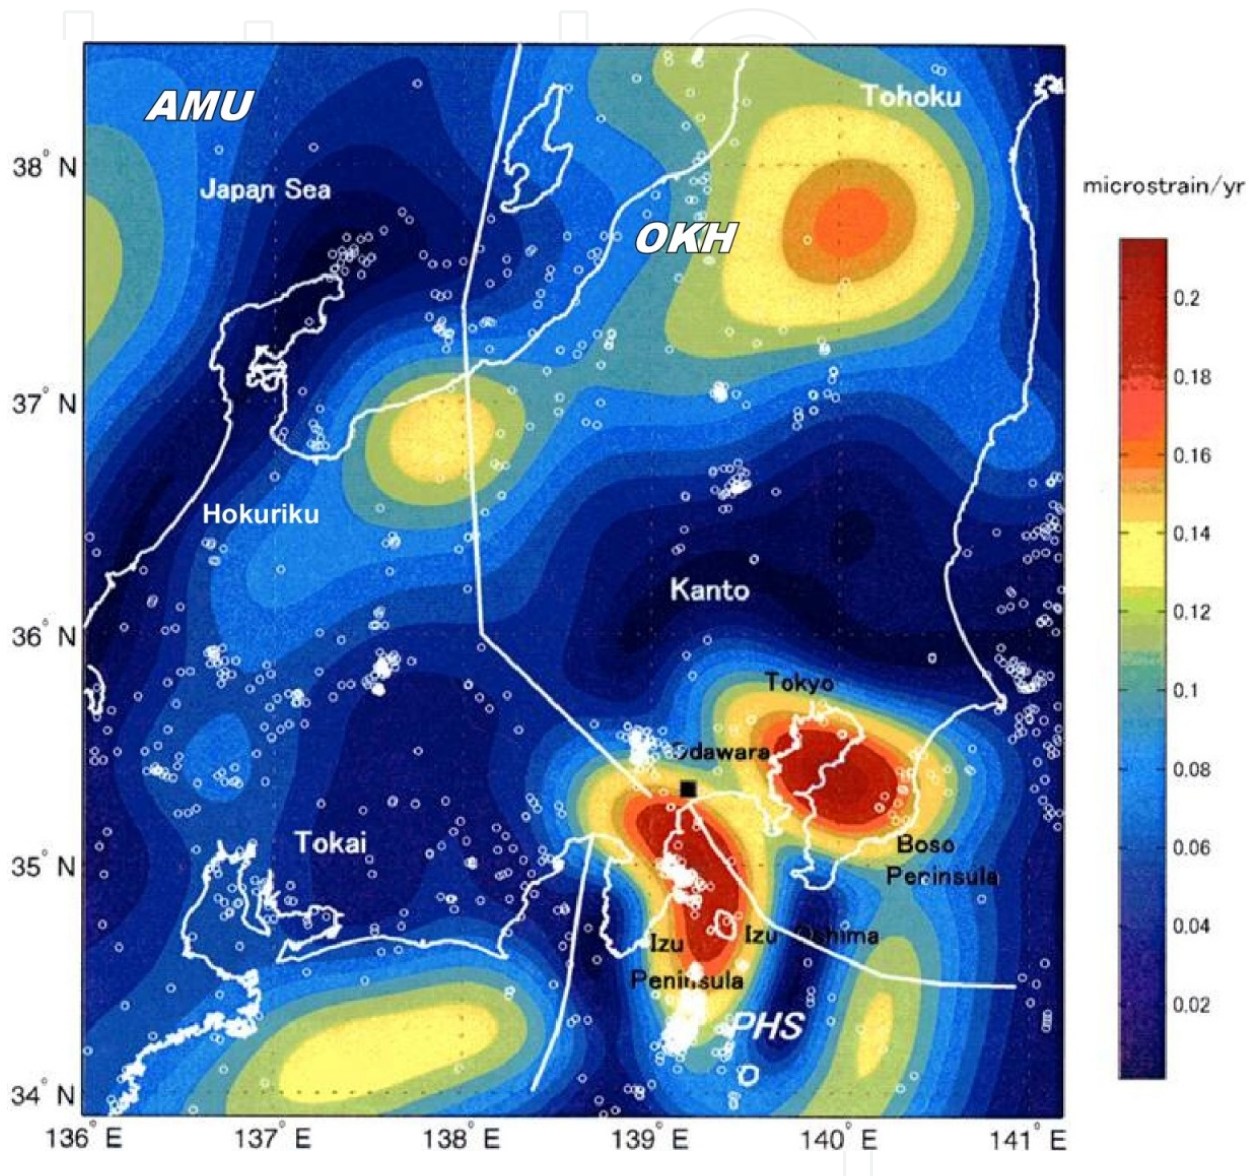 AMU
Tohoku
38° N
Japan Sea
microstrain/yr
OKH
0.2
0.18
37° N
0.16
Hokuriku
0.14
Kanto
0.12
36° N
Tokyo
0.1
Odawara
0.08
Tokai
Boso
Peninsula
0.06
35° N
Izu
Peninsula
Izu Oshima
PHS
0.04
0.02
34° N
136° E
137° E
138° E
139° E
140° E
141° E